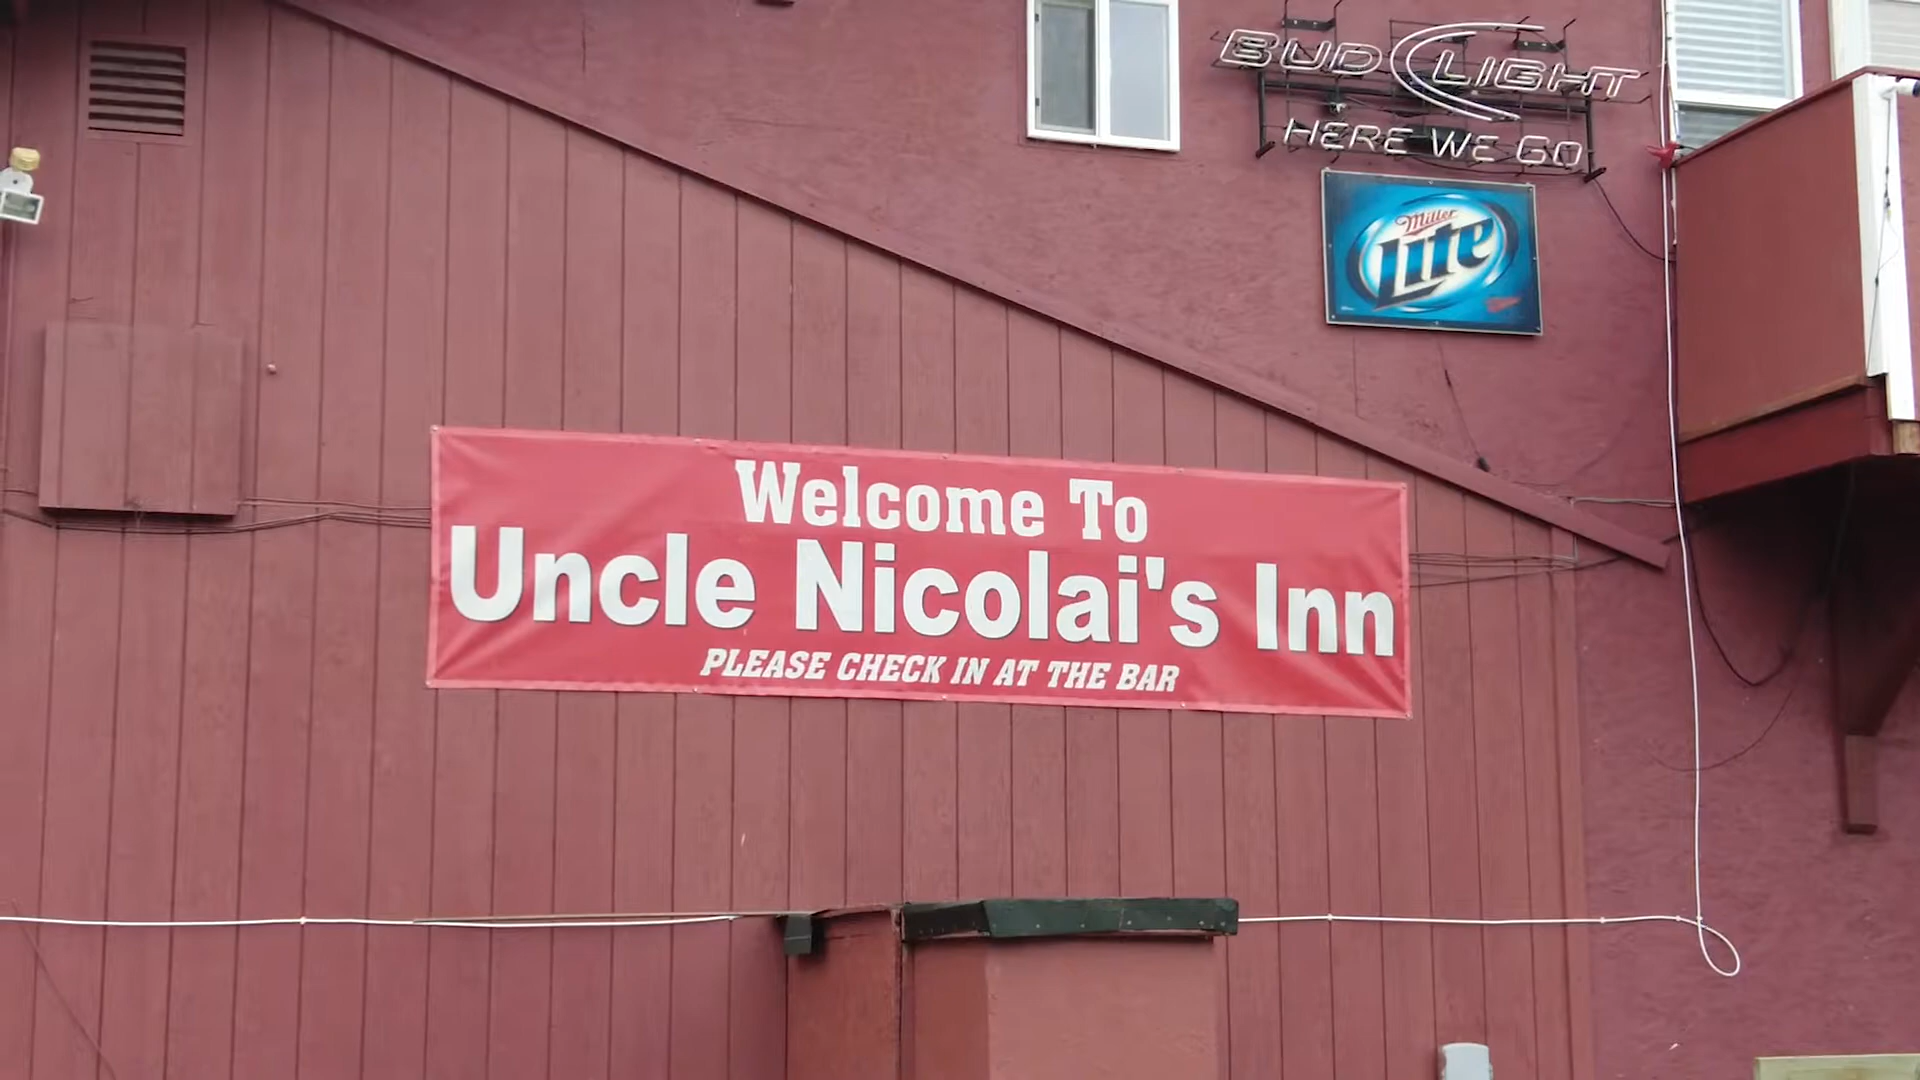 BUD LIGHT
HERE WE GO
Miller
Lite
Welcome To
Uncle Nicolai's Inn
PLEASE CHECK IN AT THE BAR